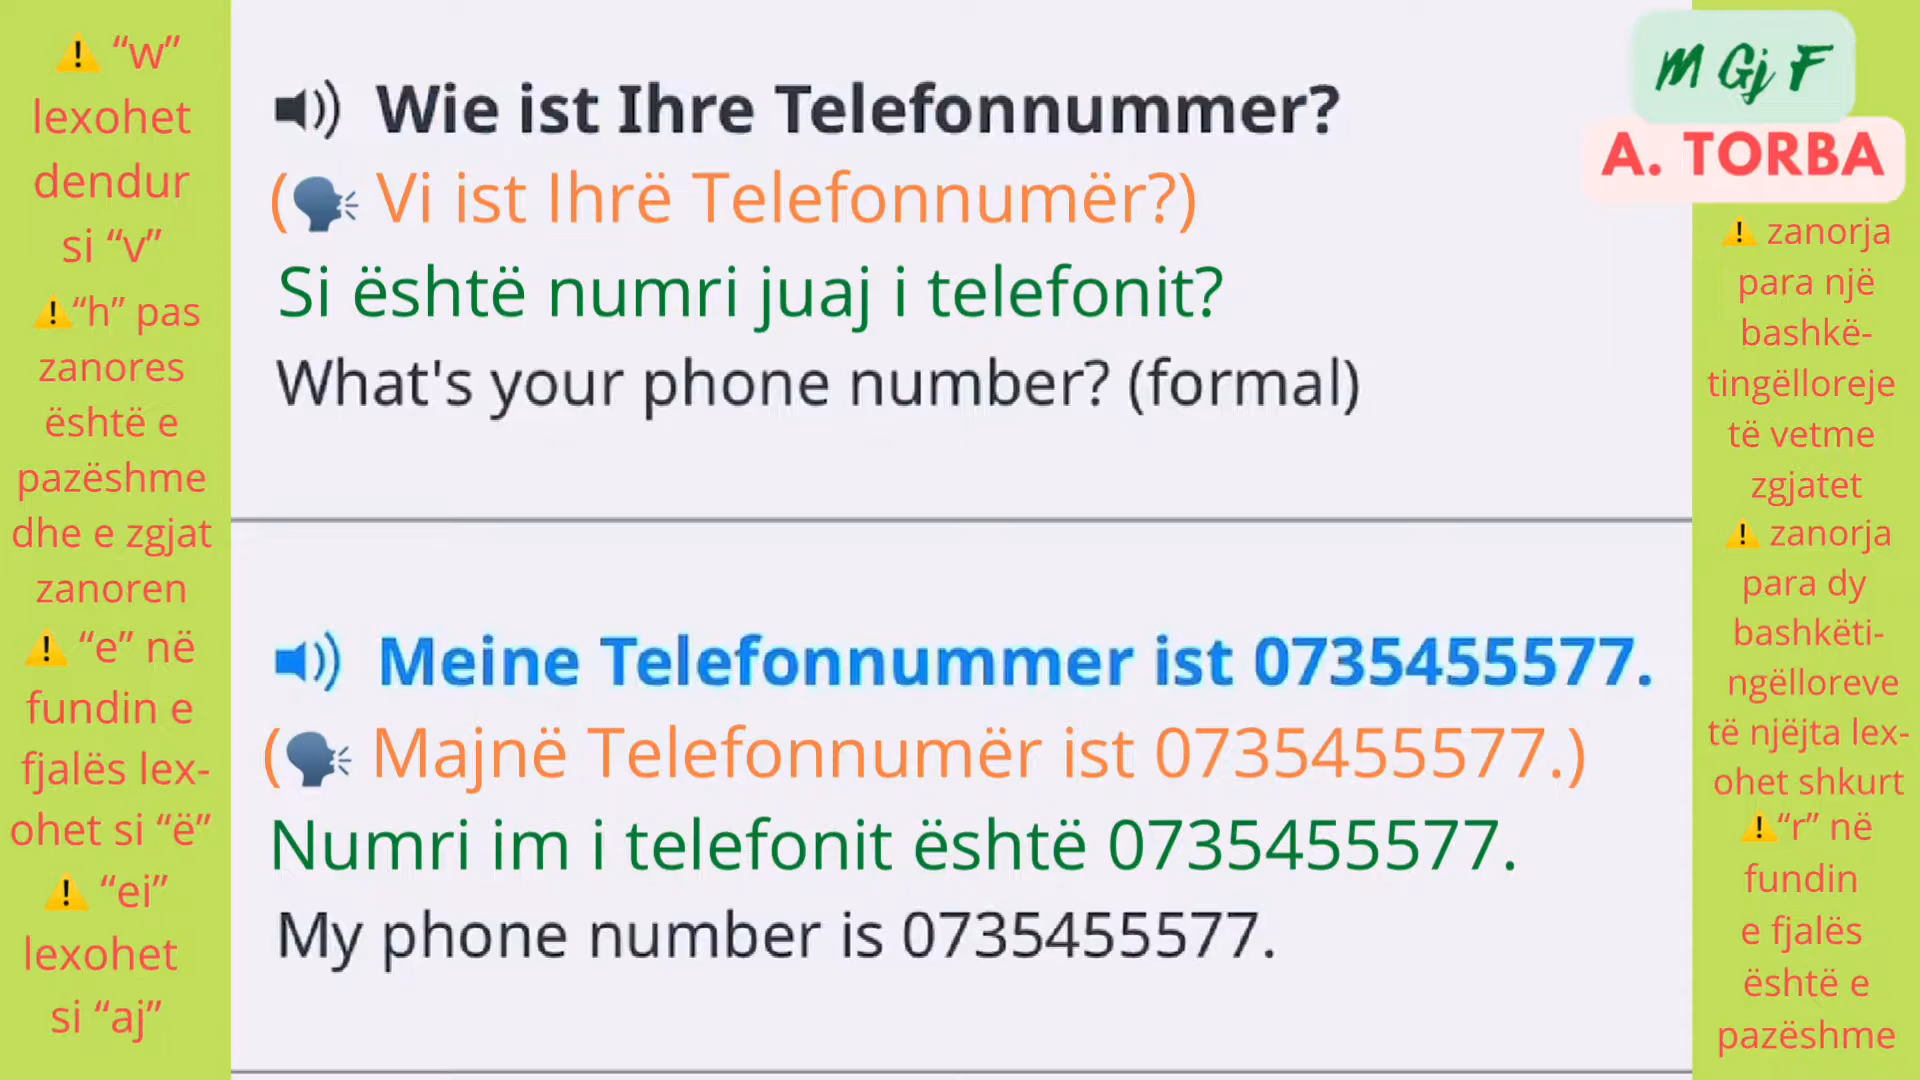 “w”
lexohet
dendur
si “v”
“h” pas
zanores
është e
pazëshme
dhe e zgjat
zanoren
“e” në
fundin e
fjalës lex-
ohet si “ë”
“ei”
lexohet
si “aj”
Wie ist Ihre Telefonnummer?
( Vi ist Ihrë Telefonnumër?)
Si është numri juaj i telefonit?
What's your phone number? (formal)
Meine Telefonnummer ist 0735455577.
( Majnë Telefonnumër ist 0735455577.)
Numri im i telefonit është 0735455577.
My phone number is 0735455577.
M Gj F
A. TORBA
zanorja
para një
bashkë-
tingëlloreje
të vetme
zgjatet
zanorja
para dy
bashkëti-
ngëlloreve
të njëjta lex-
ohet shkurt
“r” në
fundin
e fjalës
është e
pazëshme